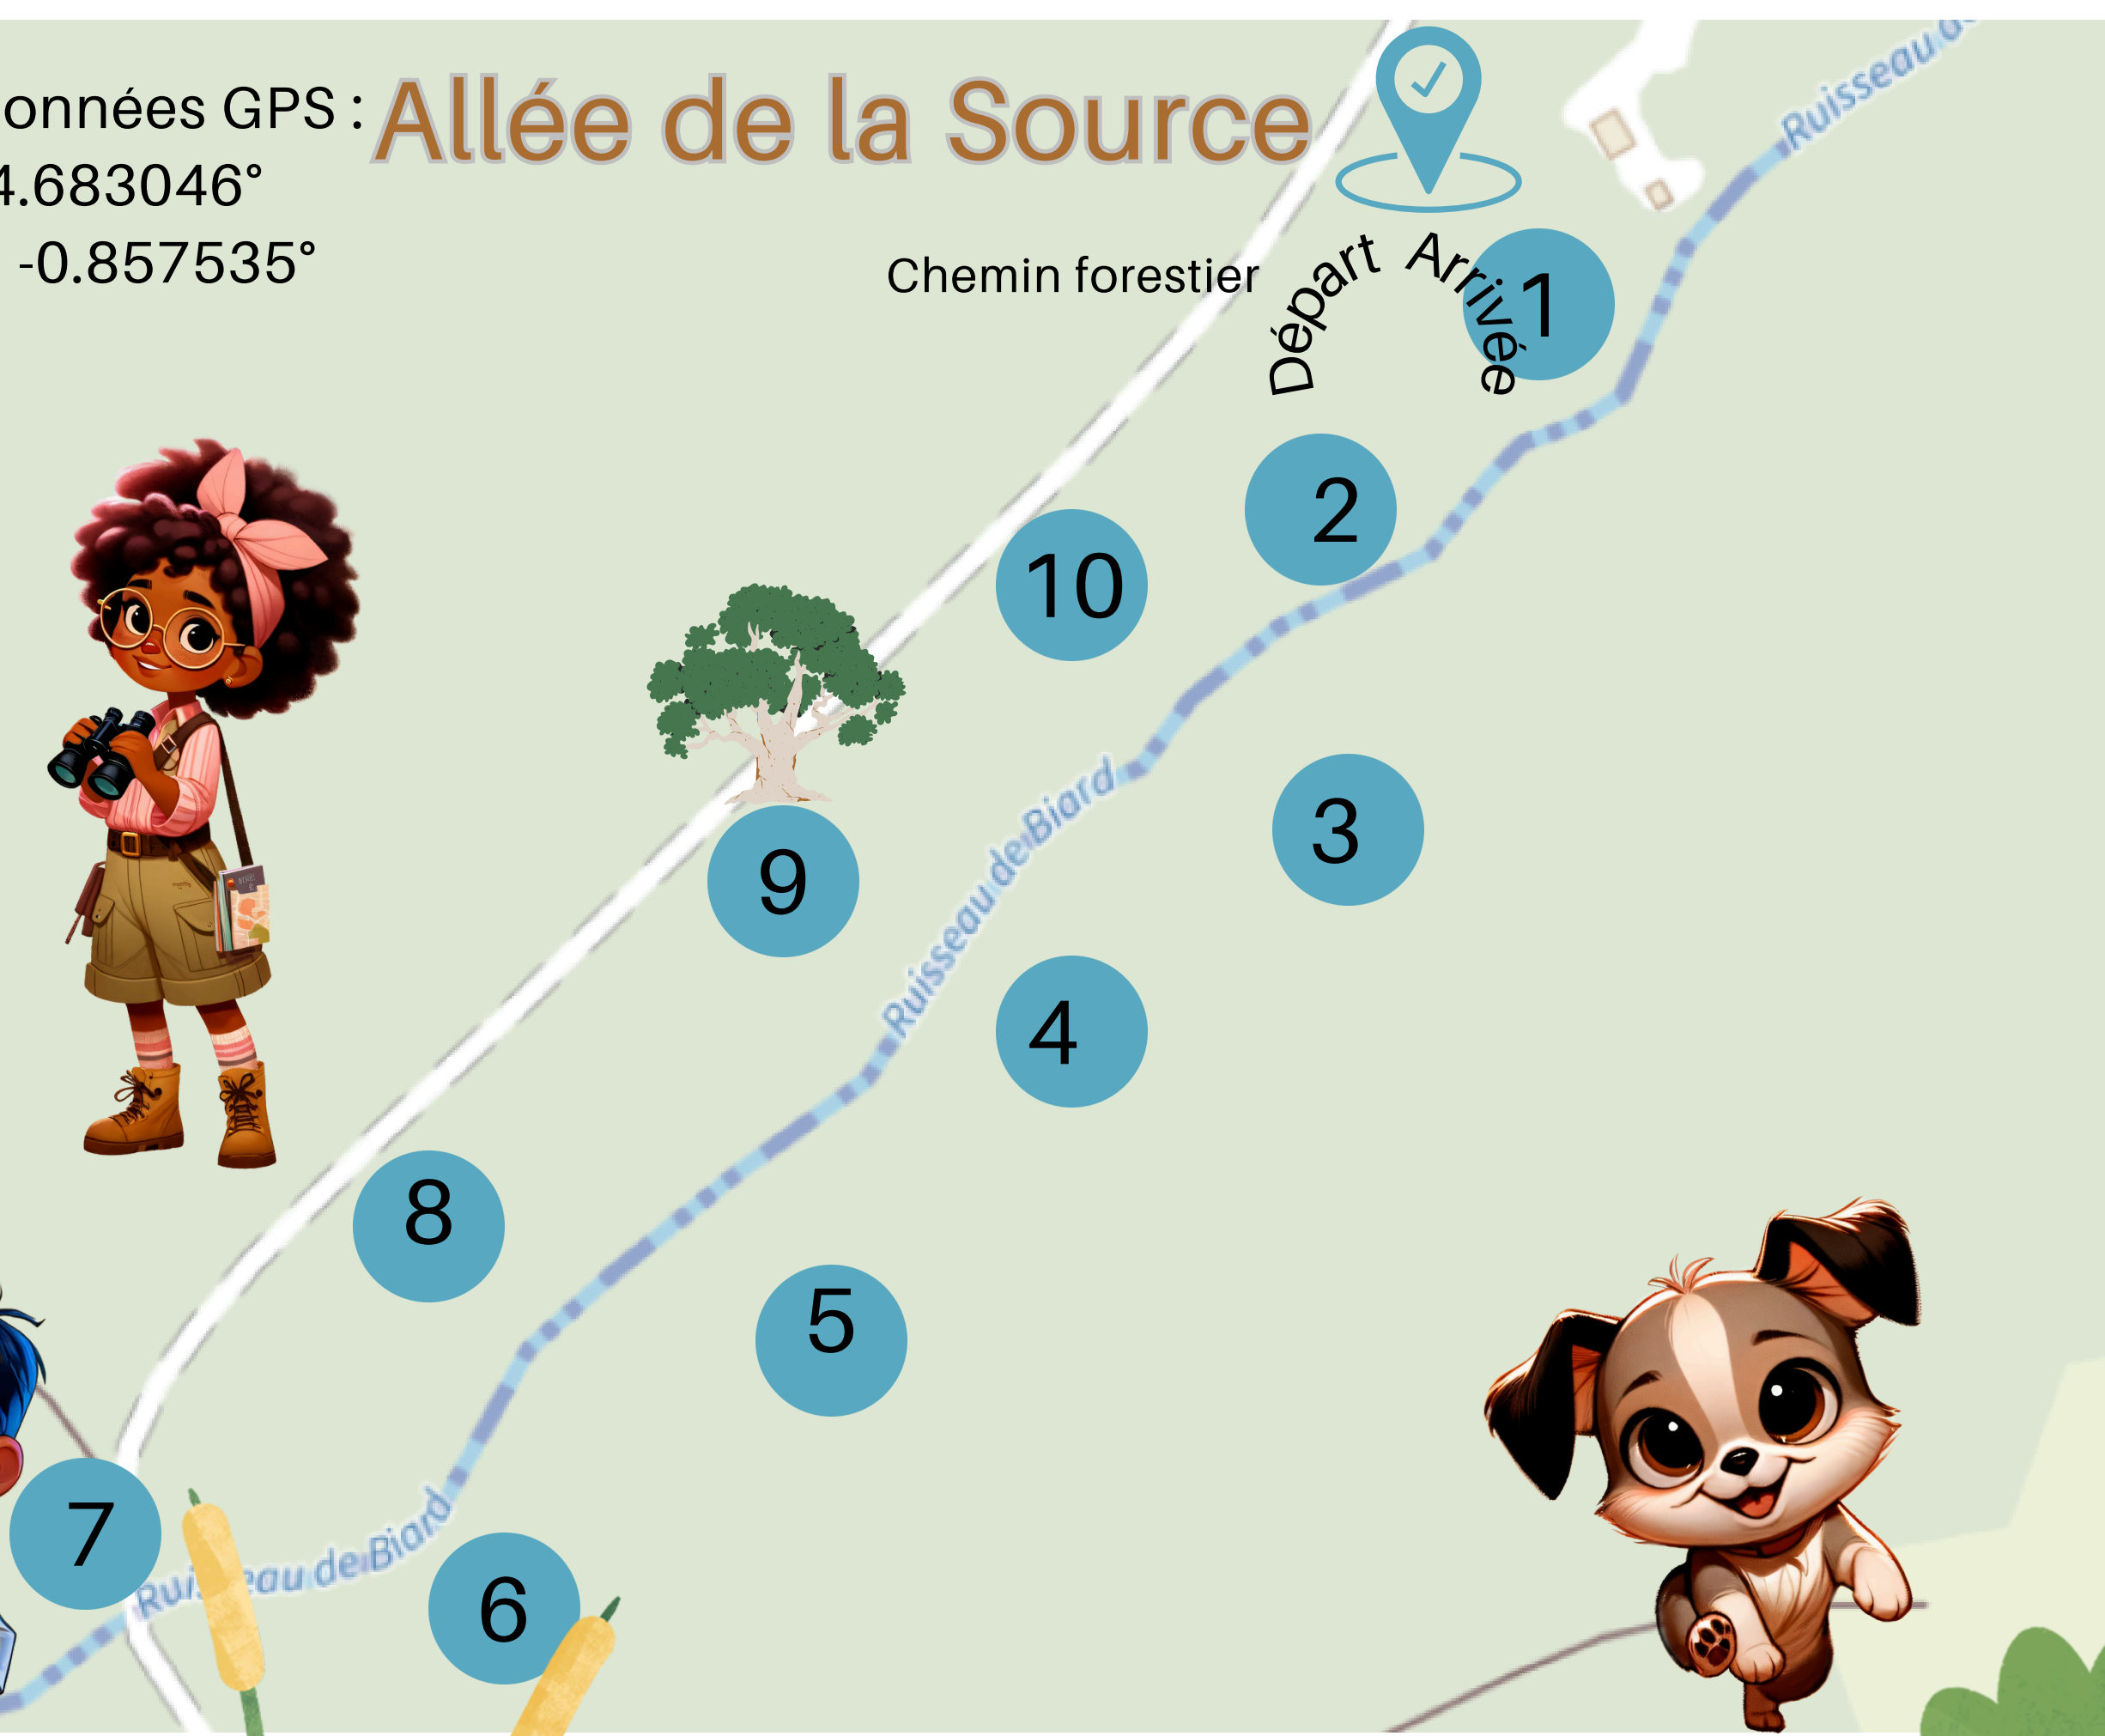 onnées GPS :
Allée de la Source
4.683046°
-0.857535°
Chemin forestier
Départ Arrivée
1
2
10
3
9
4
8
5
7
6
Ruisseau de Biard
Ruisseau de Biard
Ruisseau